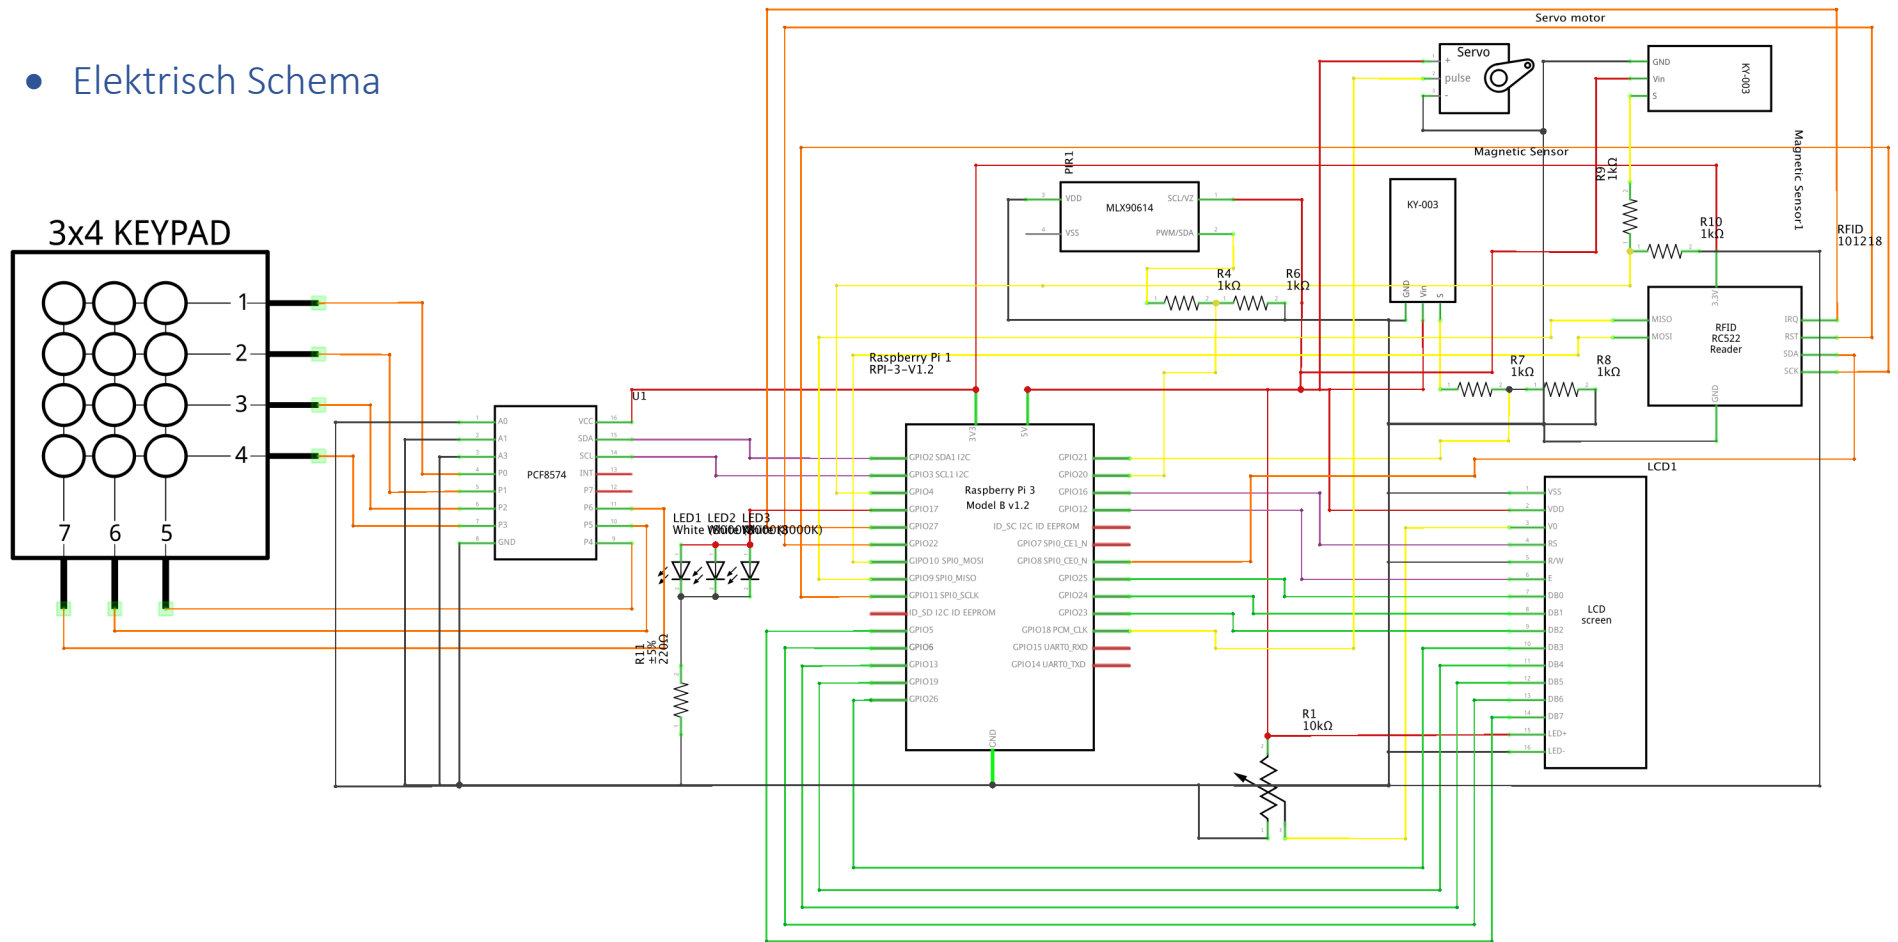 • Elektrisch Schema
Servo motor
Servo
+
pulse
-
GND
Vin
S
KY-003
Magnetic Sensor
Magnetic Sensor1
PIR1
MLX90614
VDD
VSS
SCL/VZ
PWM/SDA
KY-003
GND
Vin
S
R9
1kΩ
R10
1kΩ
RFID
101218
R4
1kΩ
R6
1kΩ
R7
1kΩ
R8
1kΩ
3.3V
MISO
MOSI
RFID
RC522
Reader
IRQ
RST
SDA
SCK
GND
3x4 KEYPAD
1
2
3
4
7 6 5
U1
PCF8574
A0
A1
A3
P0
P1
P2
P3
GND
VCC
SDA
SCL
INT
P7
P6
P5
P4
LED1
LED2
LED3
R11
±5%
220Ω
Raspberry Pi 1
RPI-3-V1.2
3V3
5V
Raspberry Pi 3
Model B v1.2
GPIO2 SDA1 I2C
GPIO3 SCL1 I2C
GPIO4
GPIO17
GPIO27
GPIO22
GPIO10 SPI0_MOSI
GPIO9 SPI0_MISO
GPIO11 SPI0_SCLK
ID_SD I2C ID EEPROM
GPIO5
GPIO6
GPIO13
GPIO19
GPIO26
GPIO21
GPIO20
GPIO16
GPIO12
ID_SC I2C ID EEPROM
GPIO7 SPI0_CE1_N
GPIO8 SPI0_CE0_N
GPIO25
GPIO24
GPIO23
GPIO18 PCM_CLK
GPIO15 UART0_RXD
GPIO14 UART0_TXD
GND
R1
10kΩ
LCD1
LCD
screen
VSS
VDD
V0
RS
R/W
E
DB0
DB1
DB2
DB3
DB4
DB5
DB6
DB7
LED+
LED-